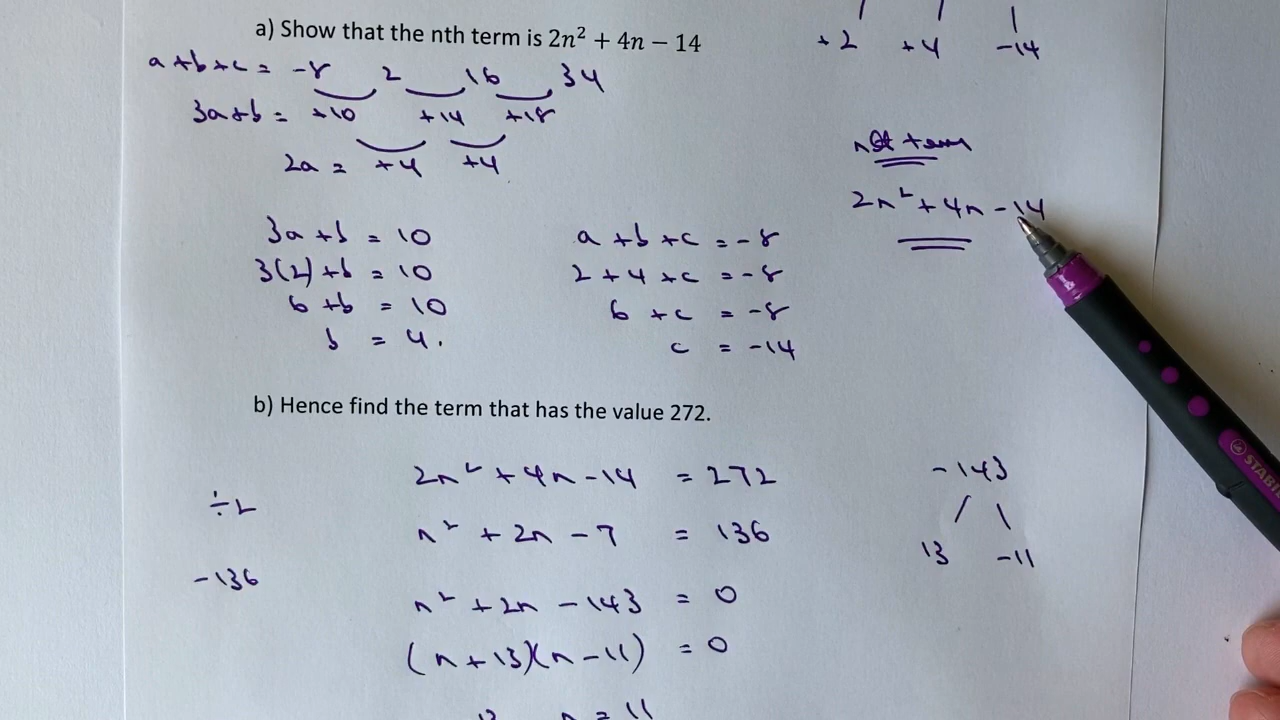 a) Show that the nth term is 2n² + 4n − 14
+2 +4 -14
a+b+c = -8 2 16 34
3a+b = +10 +14 +18
2a = +4 +4
nth term
2n² + 4n - 14
3a + b = 10
3(2) + b = 10
6 + b = 10
b = 4.
a + b + c = -8
2 + 4 + c = -8
6 + c = -8
c = -14
b) Hence find the term that has the value 272.
2n² + 4n - 14 = 272
÷2
n² + 2n - 7 = 136
-136
n² + 2n - 143 = 0
(n + 13)(n - 11) = 0
n = 11
-143
13 -11
STABI